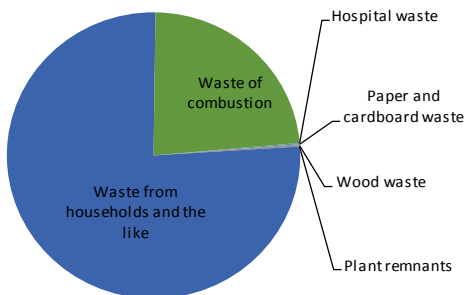 Hospital waste
Waste of
combustion
Paper and
cardboard waste
Wood waste
Waste from
households and the
like
Plant remnants